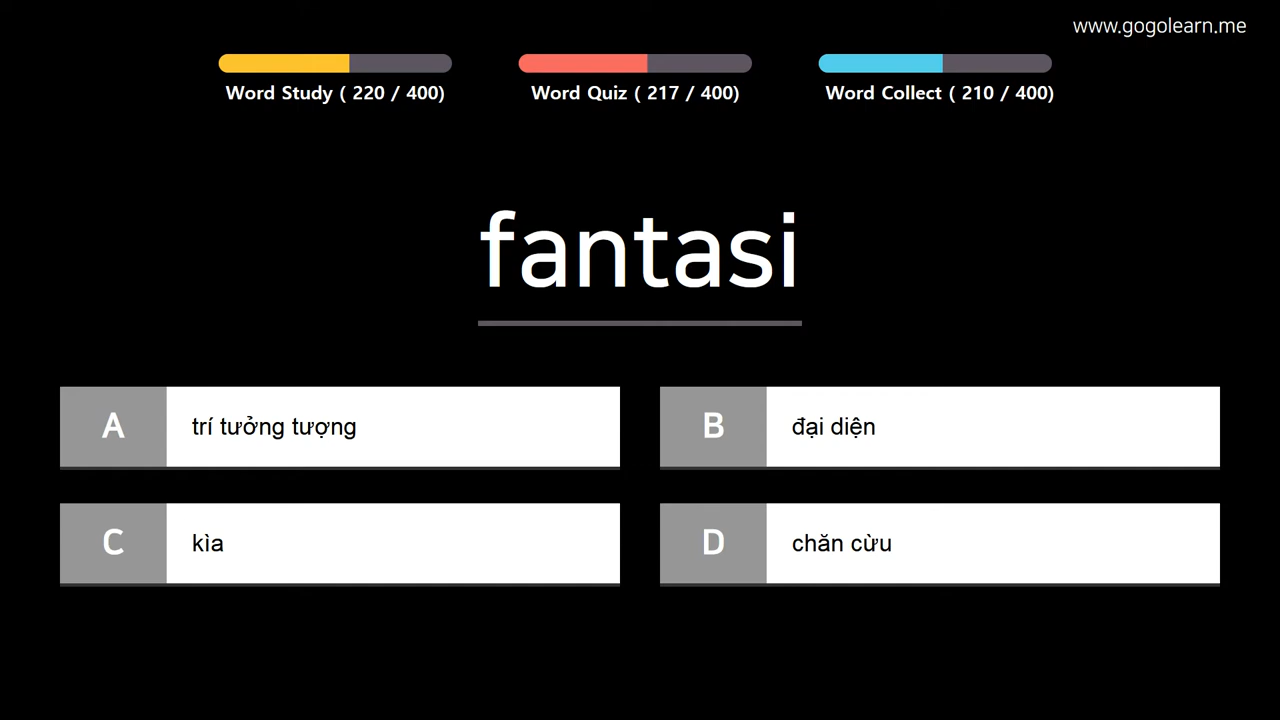 www.gogolearn.me
Word Study ( 220 / 400)
Word Quiz ( 217 / 400)
Word Collect ( 210 / 400)
fantasi
A
trí tưởng tượng
B
đại diện
C
kìa
D
chăn cừu